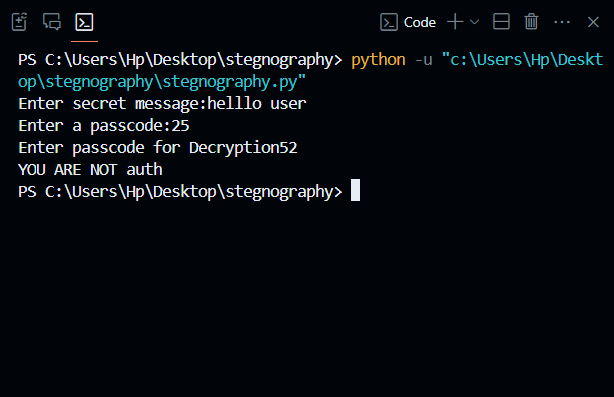 Code
PS C:\Users\Hp\Desktop\stegnography> python -u "c:\Users\Hp\Deskt
op\stegnography\stegnography.py"
Enter secret message:helllo user
Enter a passcode:25
Enter passcode for Decryption52
YOU ARE NOT auth
PS C:\Users\Hp\Desktop\stegnography>